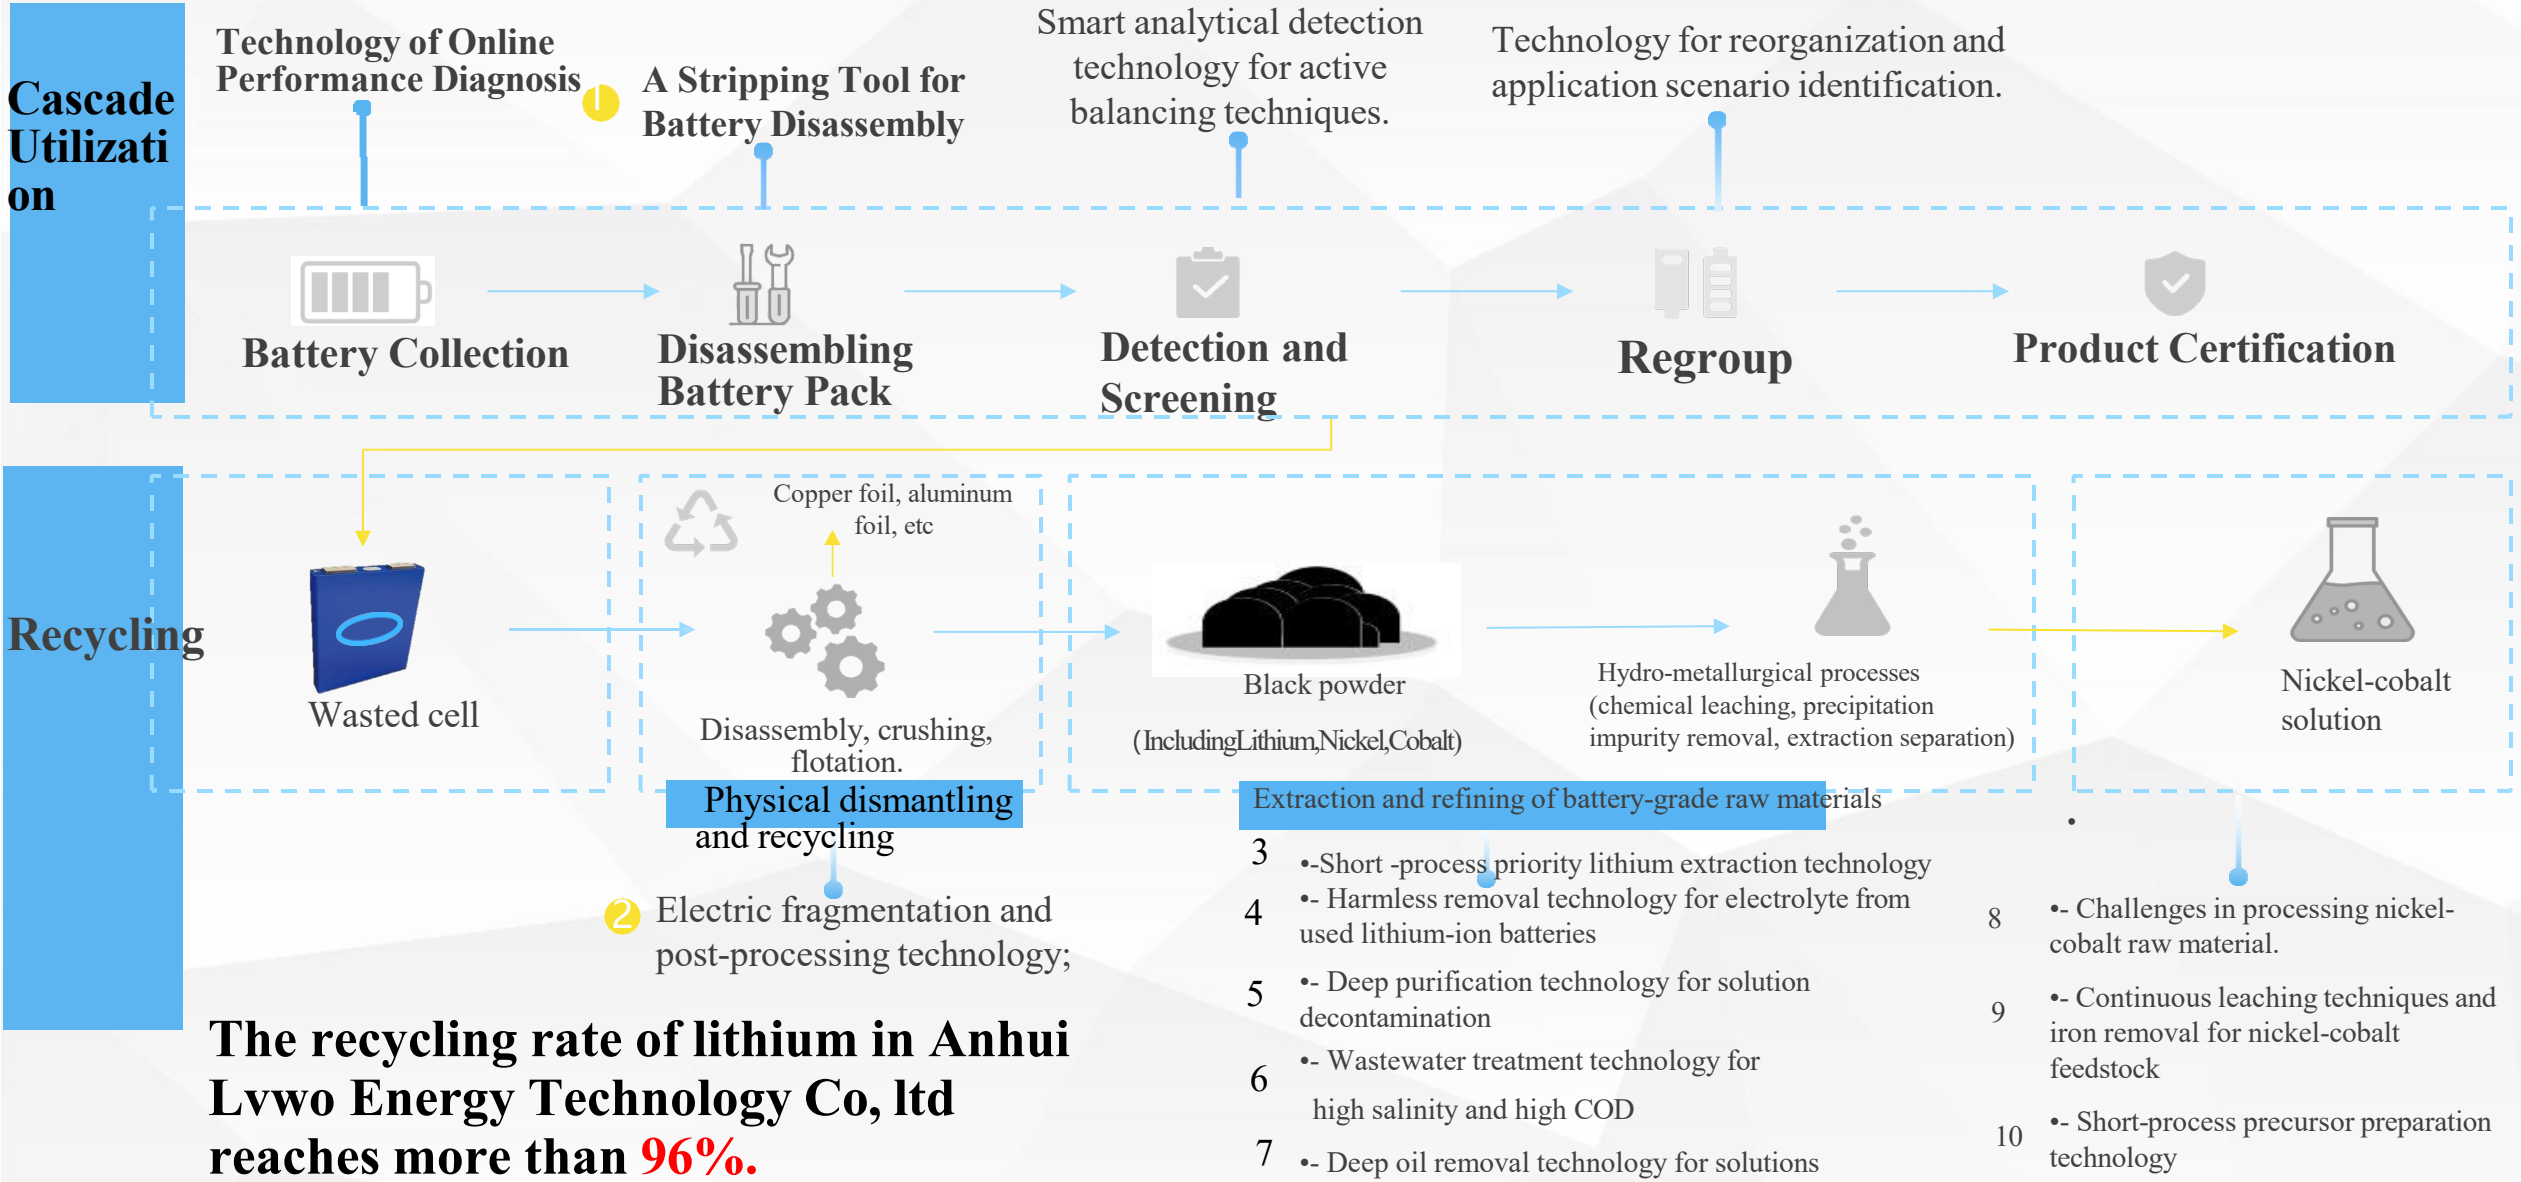 Cascade
Utilizati
on
Technology of Online
Performance Diagnosis
1
A Stripping Tool for
Battery Disassembly
Smart analytical detection
technology for active
balancing techniques.
Technology for reorganization and
application scenario identification.
Battery Collection
Disassembling
Battery Pack
Detection and
Screening
Regroup
Product Certification
Recycling
Wasted cell
Copper foil, aluminum
foil, etc
Disassembly, crushing,
flotation.
Physical dismantling
and recycling
2
Electric fragmentation and
post-processing technology;
Black powder
(IncludingLithium,Nickel,Cobalt)
Hydro-metallurgical processes
(chemical leaching, precipitation
impurity removal, extraction separation)
Extraction and refining of battery-grade raw materials
3
•-Short -process priority lithium extraction technology
4
•- Harmless removal technology for electrolyte from
used lithium-ion batteries
5
•- Deep purification technology for solution
decontamination
6
•- Wastewater treatment technology for
high salinity and high COD
7
•- Deep oil removal technology for solutions
Nickel-cobalt
solution
•
8
•- Challenges in processing nickel-
cobalt raw material.
9
•- Continuous leaching techniques and
iron removal for nickel-cobalt
feedstock
10
•- Short-process precursor preparation
technology
The recycling rate of lithium in Anhui
Lvwo Energy Technology Co, ltd
reaches more than 96%.